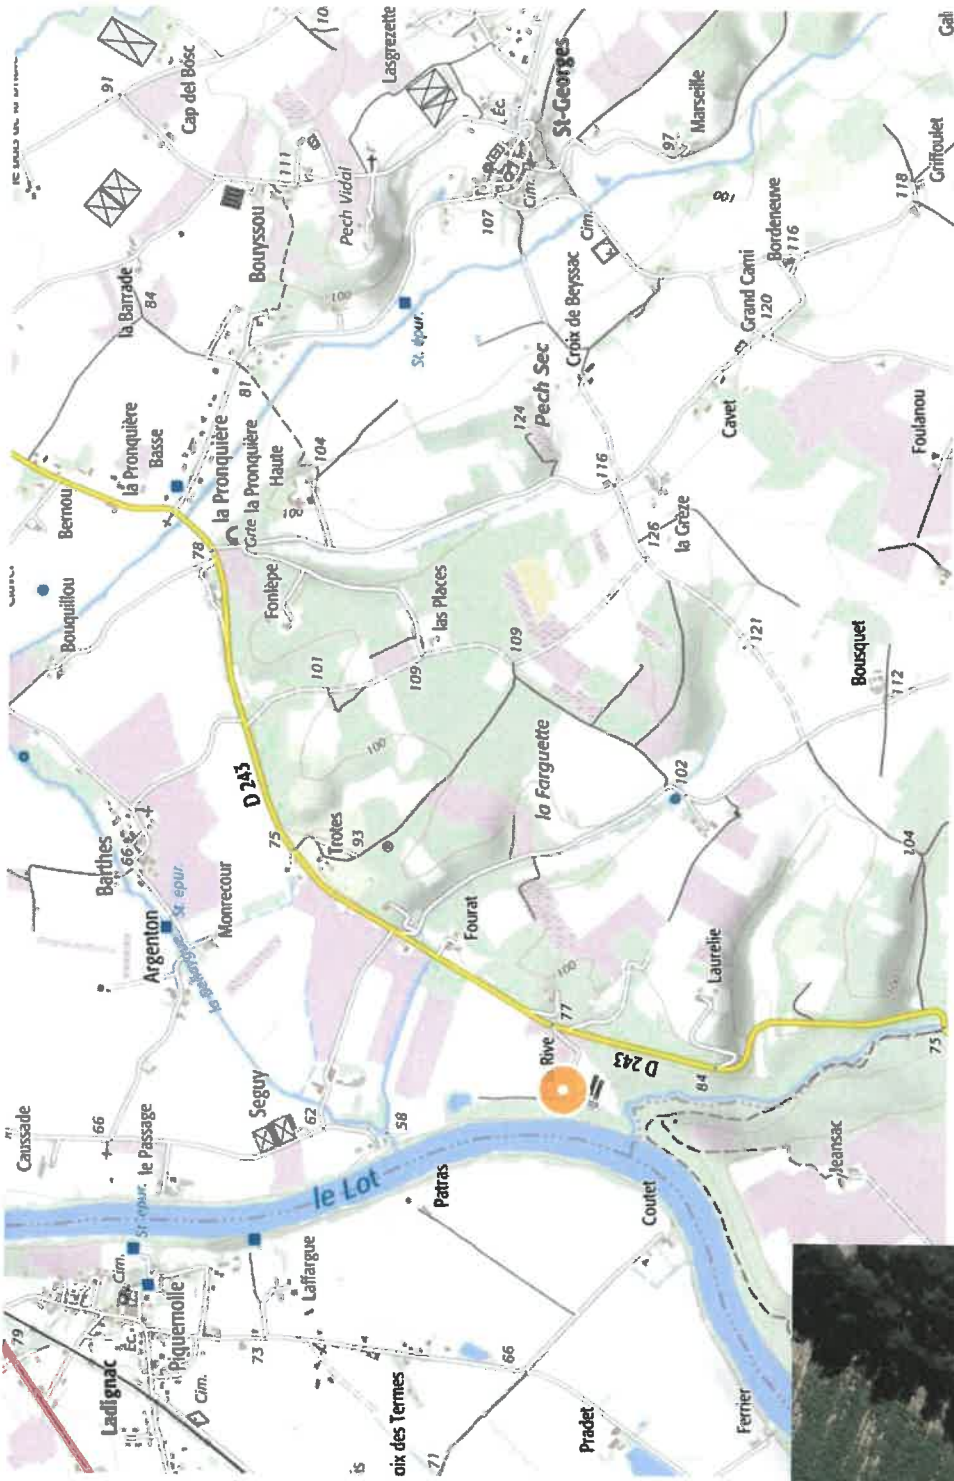 79
Ladignac
Éc.
Cim.
Piquemolle
Cim.
St. épur.
le Passage
66
Caussade
73
Laffargue
oix des Termes
is
71
66
Pradet
Ferrier
Patras
Coutet
Jeansac
le Lot
58
62
Seguy
Argenton
St. épur.
Monrecour
Barthes
66
Rive
77
D 243
84
75
Laurelie
100
Fourat
Trotes
93
75
D 243
100
101
la Farguette
102
109
109
las Places
Fonlèpe
78
Grte
la Pronquière
la Pronquière
Haute
104
la Pronquière
Basse
Bernou
Bouquillou
81
la Barrade
84
Bouyssou
111
Pech Vidal
Cap del Bosc
91
Lasgrezette
100
St. épur.
107
Éc.
Cim.
St-Georges
Cim.
Marseille
97
Croix de Beyssac
Pech Sec
124
116
126
la Grèze
121
Bousquet
112
104
Cavet
Grand Cami
120
Bordeneuve
116
118
Griffoulet
Foulanou